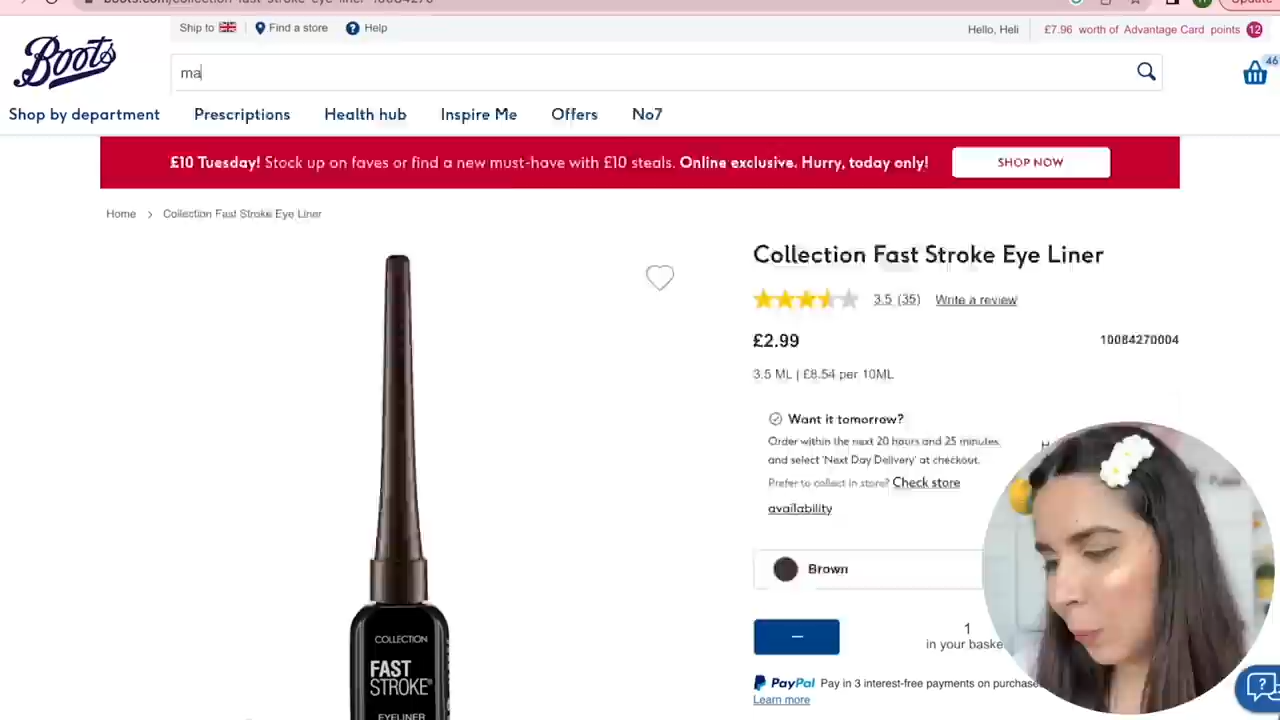 Update
Ship to
Find a store
Help
Hello, Heli
£7.96 worth of Advantage Card points 12
Boots
ma
46
Shop by department
Prescriptions
Health hub
Inspire Me
Offers
No7
£10 Tuesday! Stock up on faves or find a new must-have with £10 steals. Online exclusive. Hurry, today only!
SHOP NOW
Home > Collection Fast Stroke Eye Liner
Collection Fast Stroke Eye Liner
3.5 (35) Write a review
£2.99
10084270004
3.5 ML | £8.54 per 10ML
Want it tomorrow?
Order within the next 20 hours and 25 minutes
and select 'Next Day Delivery' at checkout.
Prefer to collect in store? Check store
availability
Brown
−
1
in your baske
PayPal Pay in 3 interest-free payments on purchase
Learn more
COLLECTION
FAST
STROKE®
EYELINER